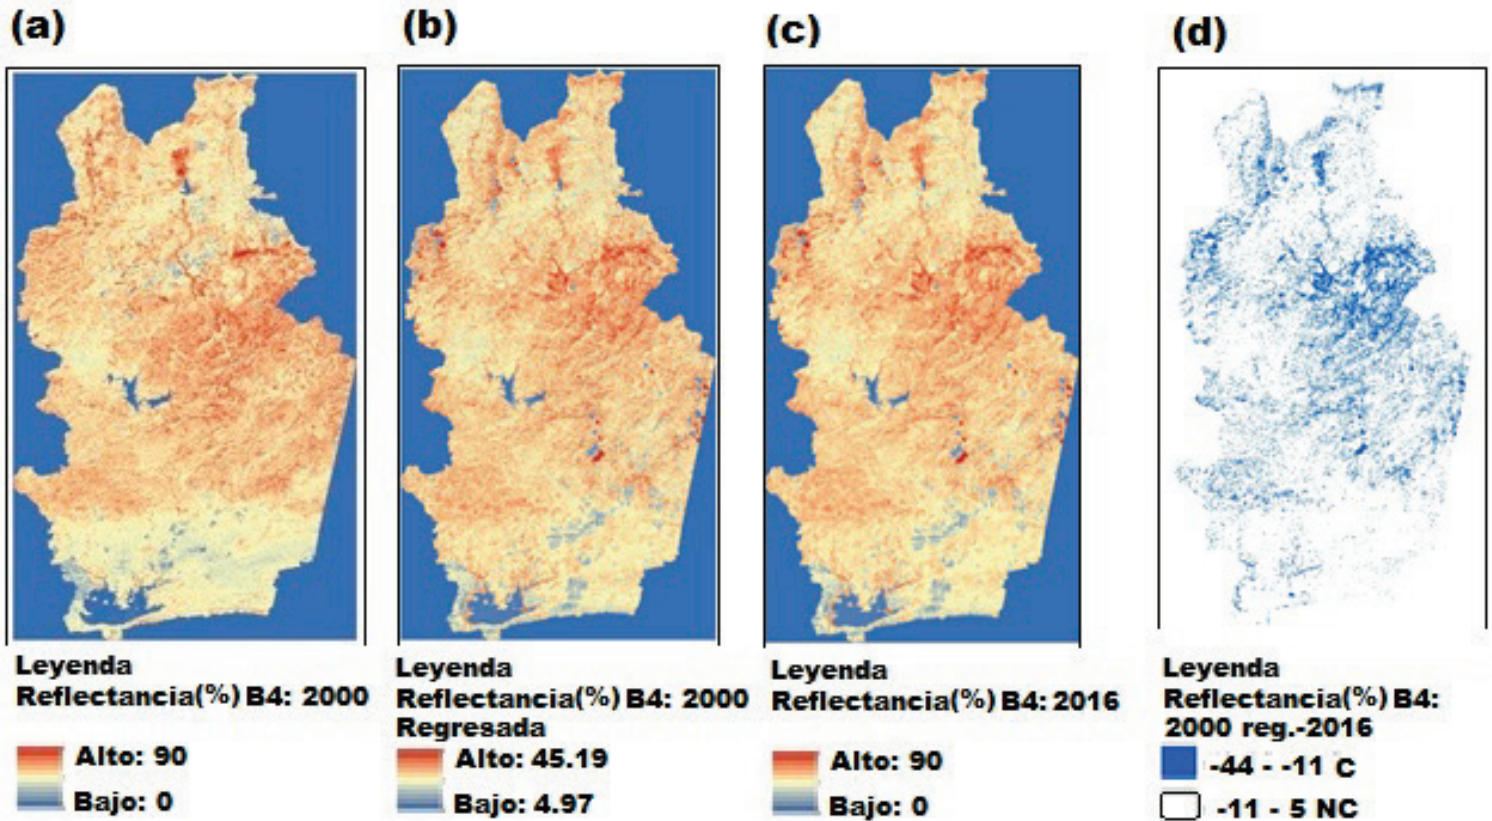 (a)
(b)
(c)
(d)
Leyenda
Reflectancia(%) B4: 2000
Alto: 90
Bajo: 0
Leyenda
Reflectancia(%) B4: 2000
Regresada
Alto: 45.19
Bajo: 4.97
Leyenda
Reflectancia(%) B4: 2016
Alto: 90
Bajo: 0
Leyenda
Reflectancia(%) B4:
2000 reg.-2016
-44 - -11 C
-11 - 5 NC